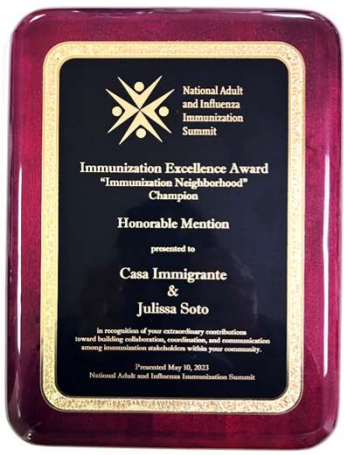 National Adult
and Influenza
Immunization
Summit
Immunization Excellence Award
"Immunization Neighborhood"
Champion
Honorable Mention
presented to
Casa Immigrante
&
Julissa Soto
in recognition of your extraordinary contributions
toward building collaboration, coordination, and communication
among immunization stakeholders within your community.
Presented May 10, 2023
National Adult and Influenza Immunization Summit